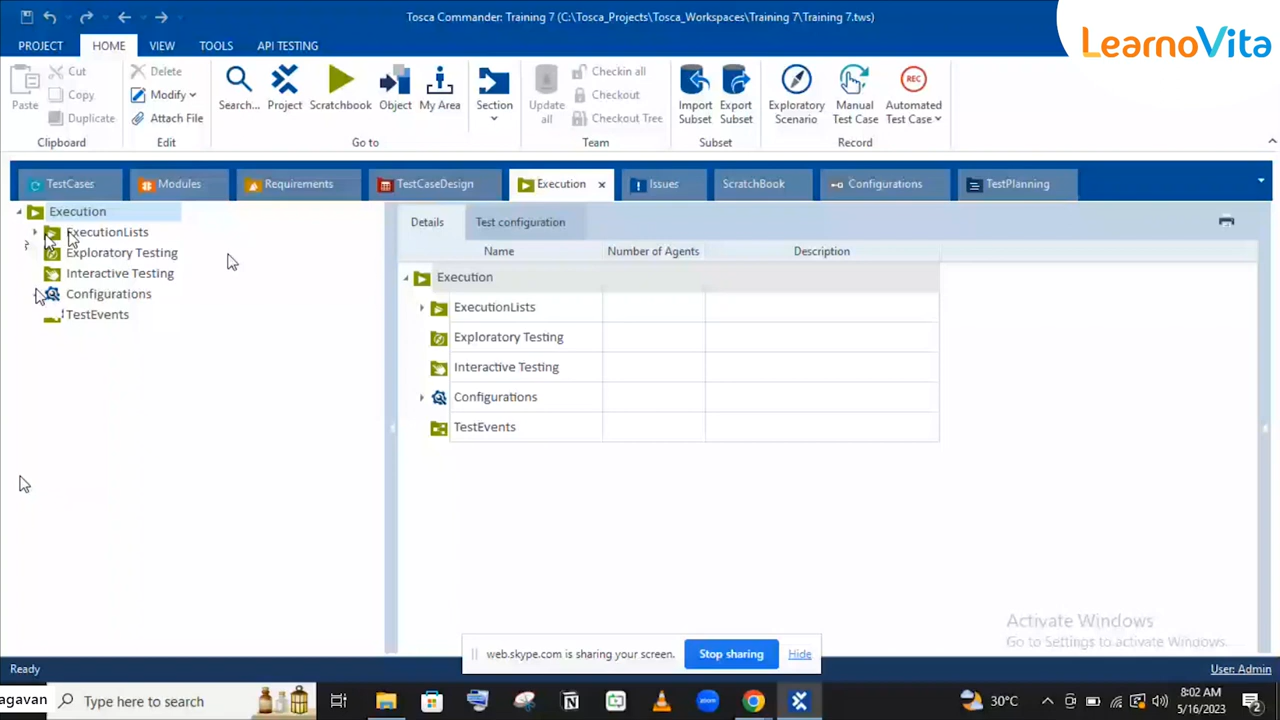 Tosca Commander: Training 7 (C:\Tosca_Projects\Tosca_Workspaces\Training 7\Training 7.tws)
LearnoVita
PROJECT HOME VIEW TOOLS API TESTING
Paste
Cut
Copy
Duplicate
Clipboard
Delete
Modify
Attach File
Edit
Search...
Project
Scratchbook
Object
My Area
Section
Go to
Update all
Checkin all
Checkout
Checkout Tree
Team
Import Subset
Export Subset
Subset
Exploratory Scenario
Manual Test Case
REC
Automated Test Case
Record
TestCases Modules Requirements TestCaseDesign Execution x Issues ScratchBook Configurations TestPlanning
Execution
ExecutionLists
Exploratory Testing
Interactive Testing
Configurations
TestEvents
Details Test configuration
Name Number of Agents Description
Execution
ExecutionLists
Exploratory Testing
Interactive Testing
Configurations
TestEvents
Activate Windows
Go to Settings to activate Windows.
web.skype.com is sharing your screen. Stop sharing Hide
Ready User: Admin
agavan Type here to search 30°C 8:02 AM
5/16/2023 2